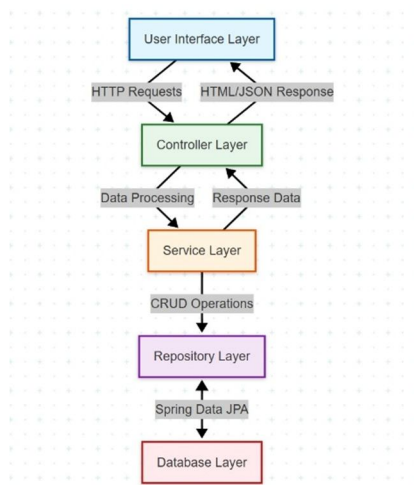 User Interface Layer
HTTP Requests
HTML/JSON Response
Controller Layer
Data Processing
Response Data
Service Layer
CRUD Operations
Repository Layer
Spring Data JPA
Database Layer